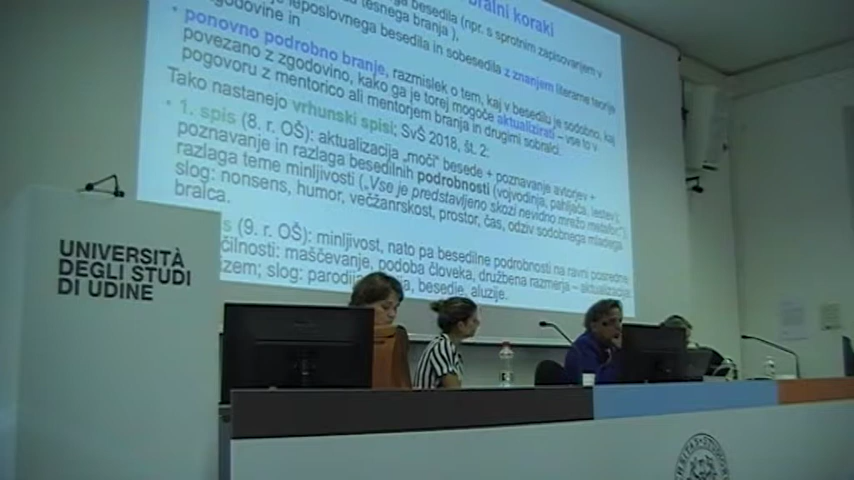 bralni koraki
besedila (npr. s sprotnim zapisovanjem v
tesnega branja ),
leposlovnega besedila in sobesedila z znanjem literarne teorije
zgodovine in
ponovno podrobno branje, razmislek o tem, kaj v besedilu je sodobno, kaj
povezano z zgodovino, kako ga je torej mogoče aktualizirati – vse to v
pogovoru z mentorico ali mentorjem branja in drugimi sobralci.
Tako nastanejo vrhunski spisi; SvŠ 2018, št. 2:
• 1. spis (8. r. OŠ): aktualizacija „moči” besede + poznavanje avtorjev +
poznavanje in razlaga besedilnih podrobnosti (vojvodinja, pahljača, lestev);
razlaga teme minljivosti („Vse je predstavljeno skozi nevidno mrežo metafor.”);
slog: nonsens, humor, večžanrskost, prostor, čas, odziv sodobnega mladega
bralca.
s (9. r. OŠ): minljivost, nato pa besedilne podrobnosti na ravni posredne
čilnosti: maščevanje, podoba človeka, družbena razmerja – aktualizacija
izem; slog: parodija, besedje, aluzije.
UNIVERSITÀ
DEGLI STUDI
DI UDINE